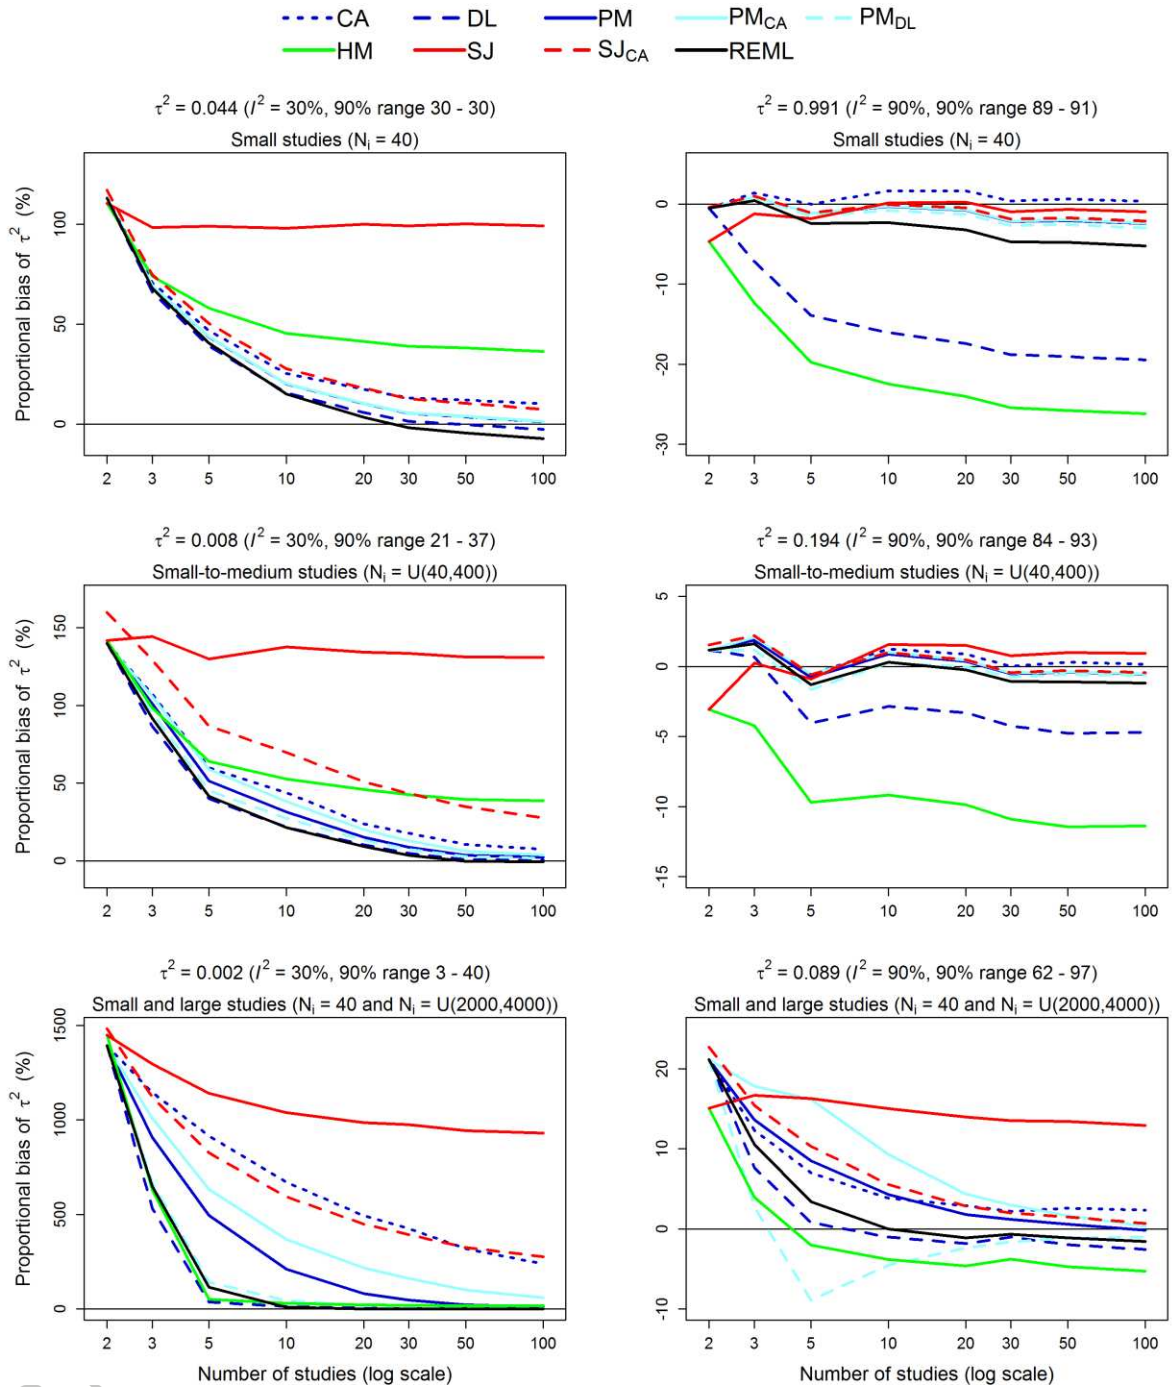 CA DL PM PM_CA PM_DL
HM SJ SJ_CA REML
τ² = 0.044 (I² = 30%, 90% range 30 - 30)
Small studies (Nᵢ = 40)
Proportional bias of τ² (%)
100
50
0
2 3 5 10 20 30 50 100
τ² = 0.991 (I² = 90%, 90% range 89 - 91)
Small studies (Nᵢ = 40)
0
-10
-20
-30
2 3 5 10 20 30 50 100
τ² = 0.008 (I² = 30%, 90% range 21 - 37)
Small-to-medium studies (Nᵢ = U(40,400))
Proportional bias of τ² (%)
150
100
50
0
2 3 5 10 20 30 50 100
τ² = 0.194 (I² = 90%, 90% range 84 - 93)
Small-to-medium studies (Nᵢ = U(40,400))
5
0
-5
-10
-15
2 3 5 10 20 30 50 100
τ² = 0.002 (I² = 30%, 90% range 3 - 40)
Small and large studies (Nᵢ = 40 and Nᵢ = U(2000,4000))
Proportional bias of τ² (%)
1500
1000
500
0
2 3 5 10 20 30 50 100
Number of studies (log scale)
τ² = 0.089 (I² = 90%, 90% range 62 - 97)
Small and large studies (Nᵢ = 40 and Nᵢ = U(2000,4000))
20
10
0
-10
2 3 5 10 20 30 50 100
Number of studies (log scale)